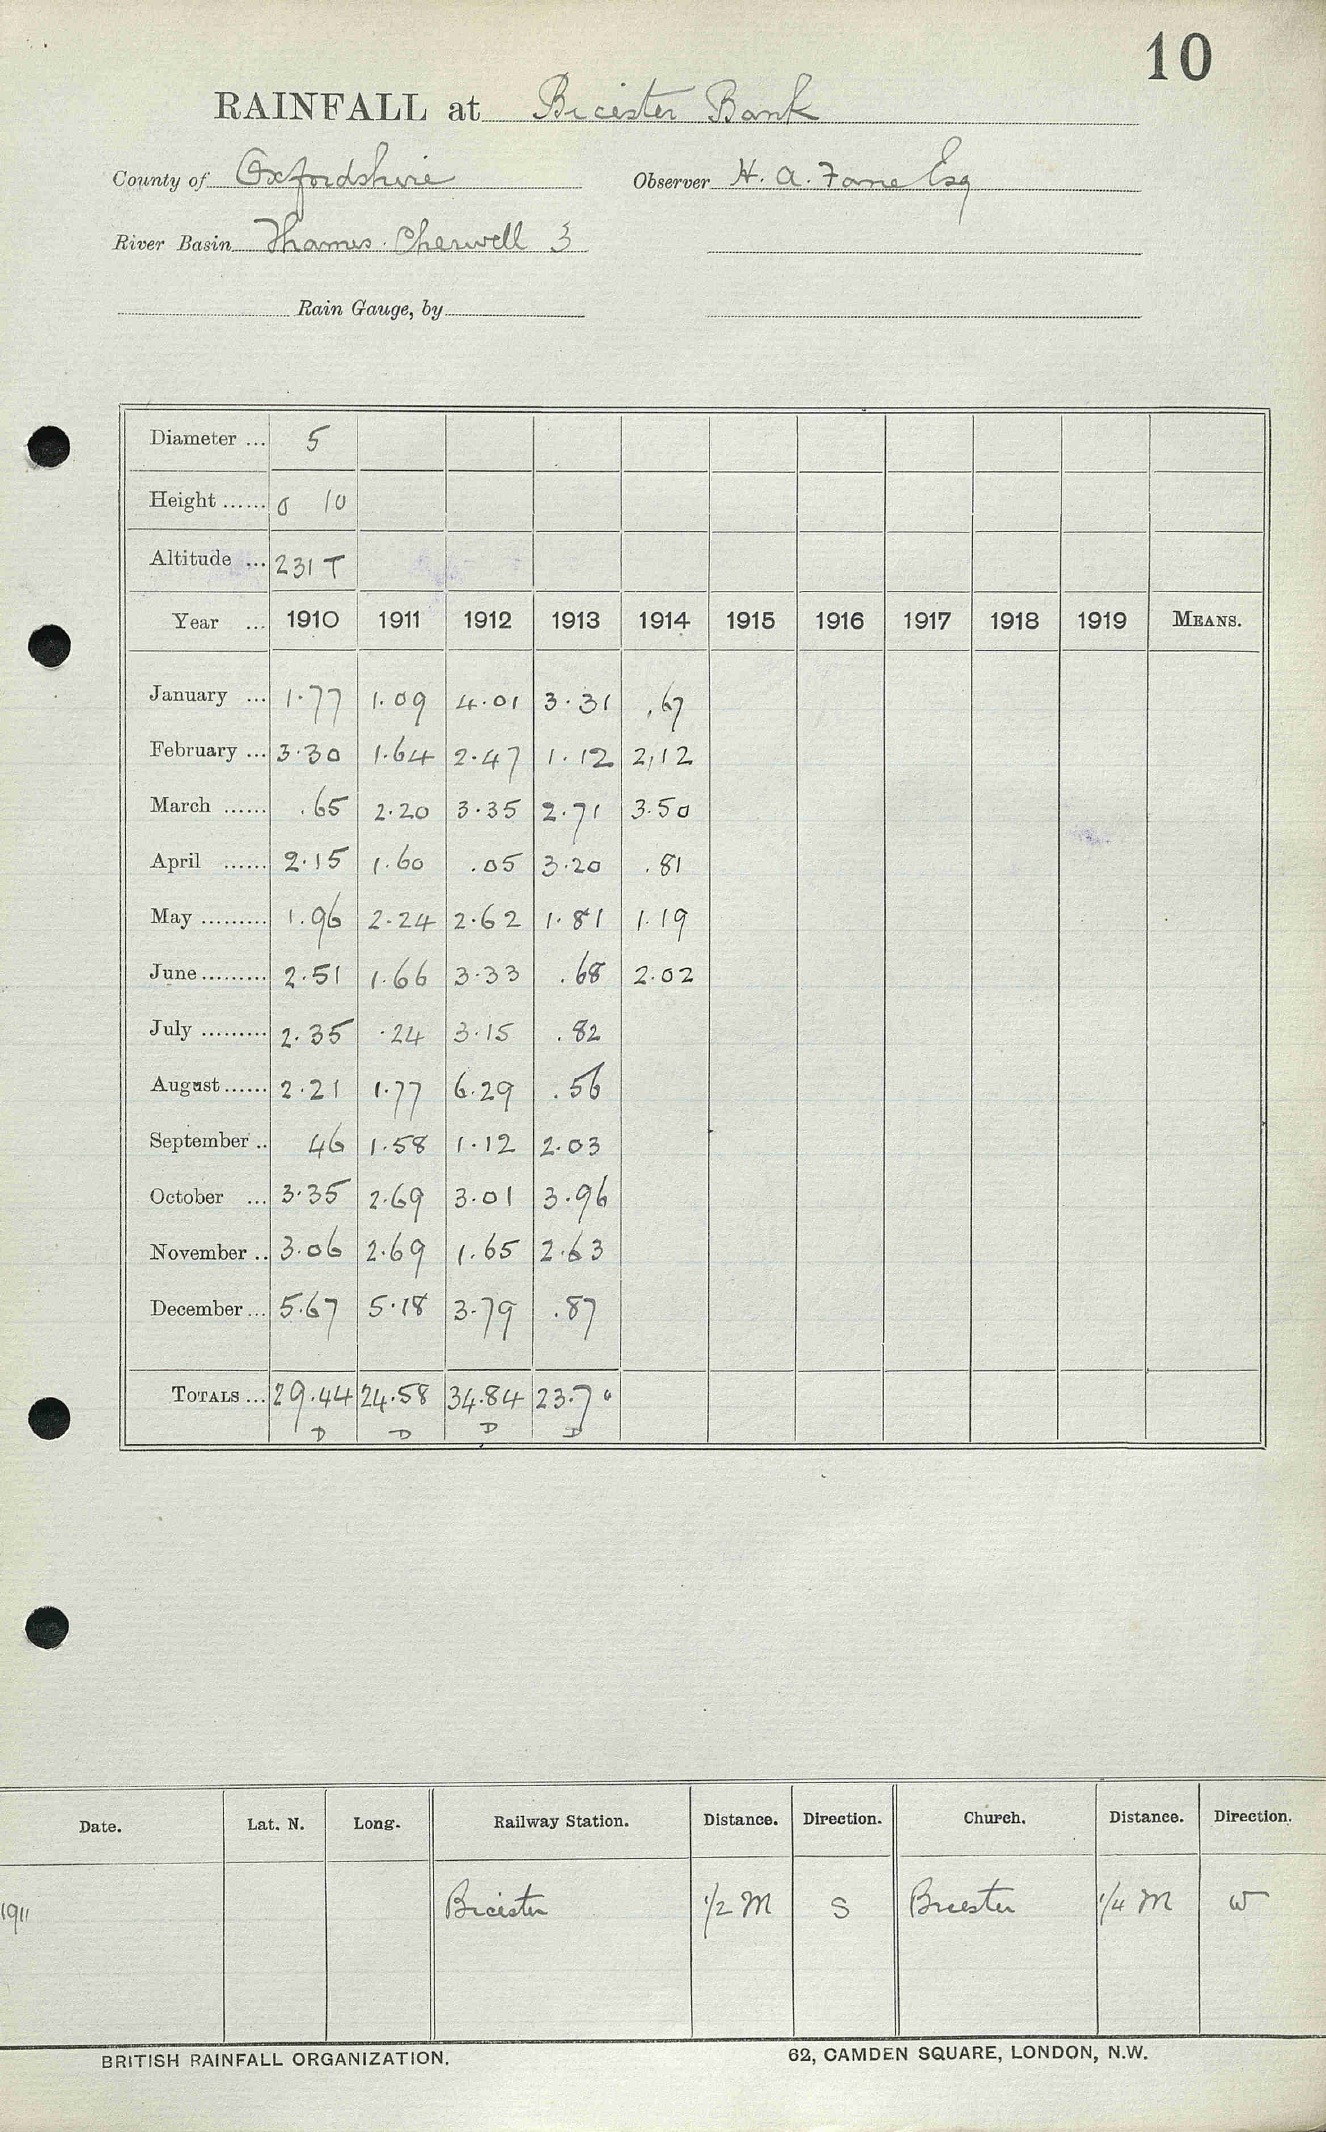 10
RAINFALL at Bicester Bank
County of Oxfordshire Observer H. A. Fane Esq
River Basin Thames. Cherwell 3
Rain Gauge, by
Diameter ... 5
Height ...... 0 10
Altitude ... 231 T
Year ... 1910 1911 1912 1913 1914 1915 1916 1917 1918 1919 MEANS.
January ... 1.77 1.09 4.01 3.31 .67
February ... 3.30 1.64 2.47 1.12 2.12
March ...... .65 2.20 3.35 2.71 3.50
April ...... 2.15 1.60 .05 3.20 .81
May ......... 1.96 2.24 2.62 1.81 1.19
June ......... 2.51 1.66 3.33 .68 2.02
July ......... 2.35 .24 3.15 .82
August ...... 2.21 1.77 6.29 .56
September .. 46 1.58 1.12 2.03
October ... 3.35 2.69 3.01 3.96
November .. 3.06 2.69 1.65 2.63
December ... 5.67 5.18 3.79 .87
TOTALS ... 29.44 24.58 34.84 23.70
D D D D
Date. Lat. N. Long. Railway Station. Distance. Direction. Church. Distance. Direction.
1911 Bicester 1/2 M S Bicester 1/4 M W
BRITISH RAINFALL ORGANIZATION. 62, CAMDEN SQUARE, LONDON, N.W.